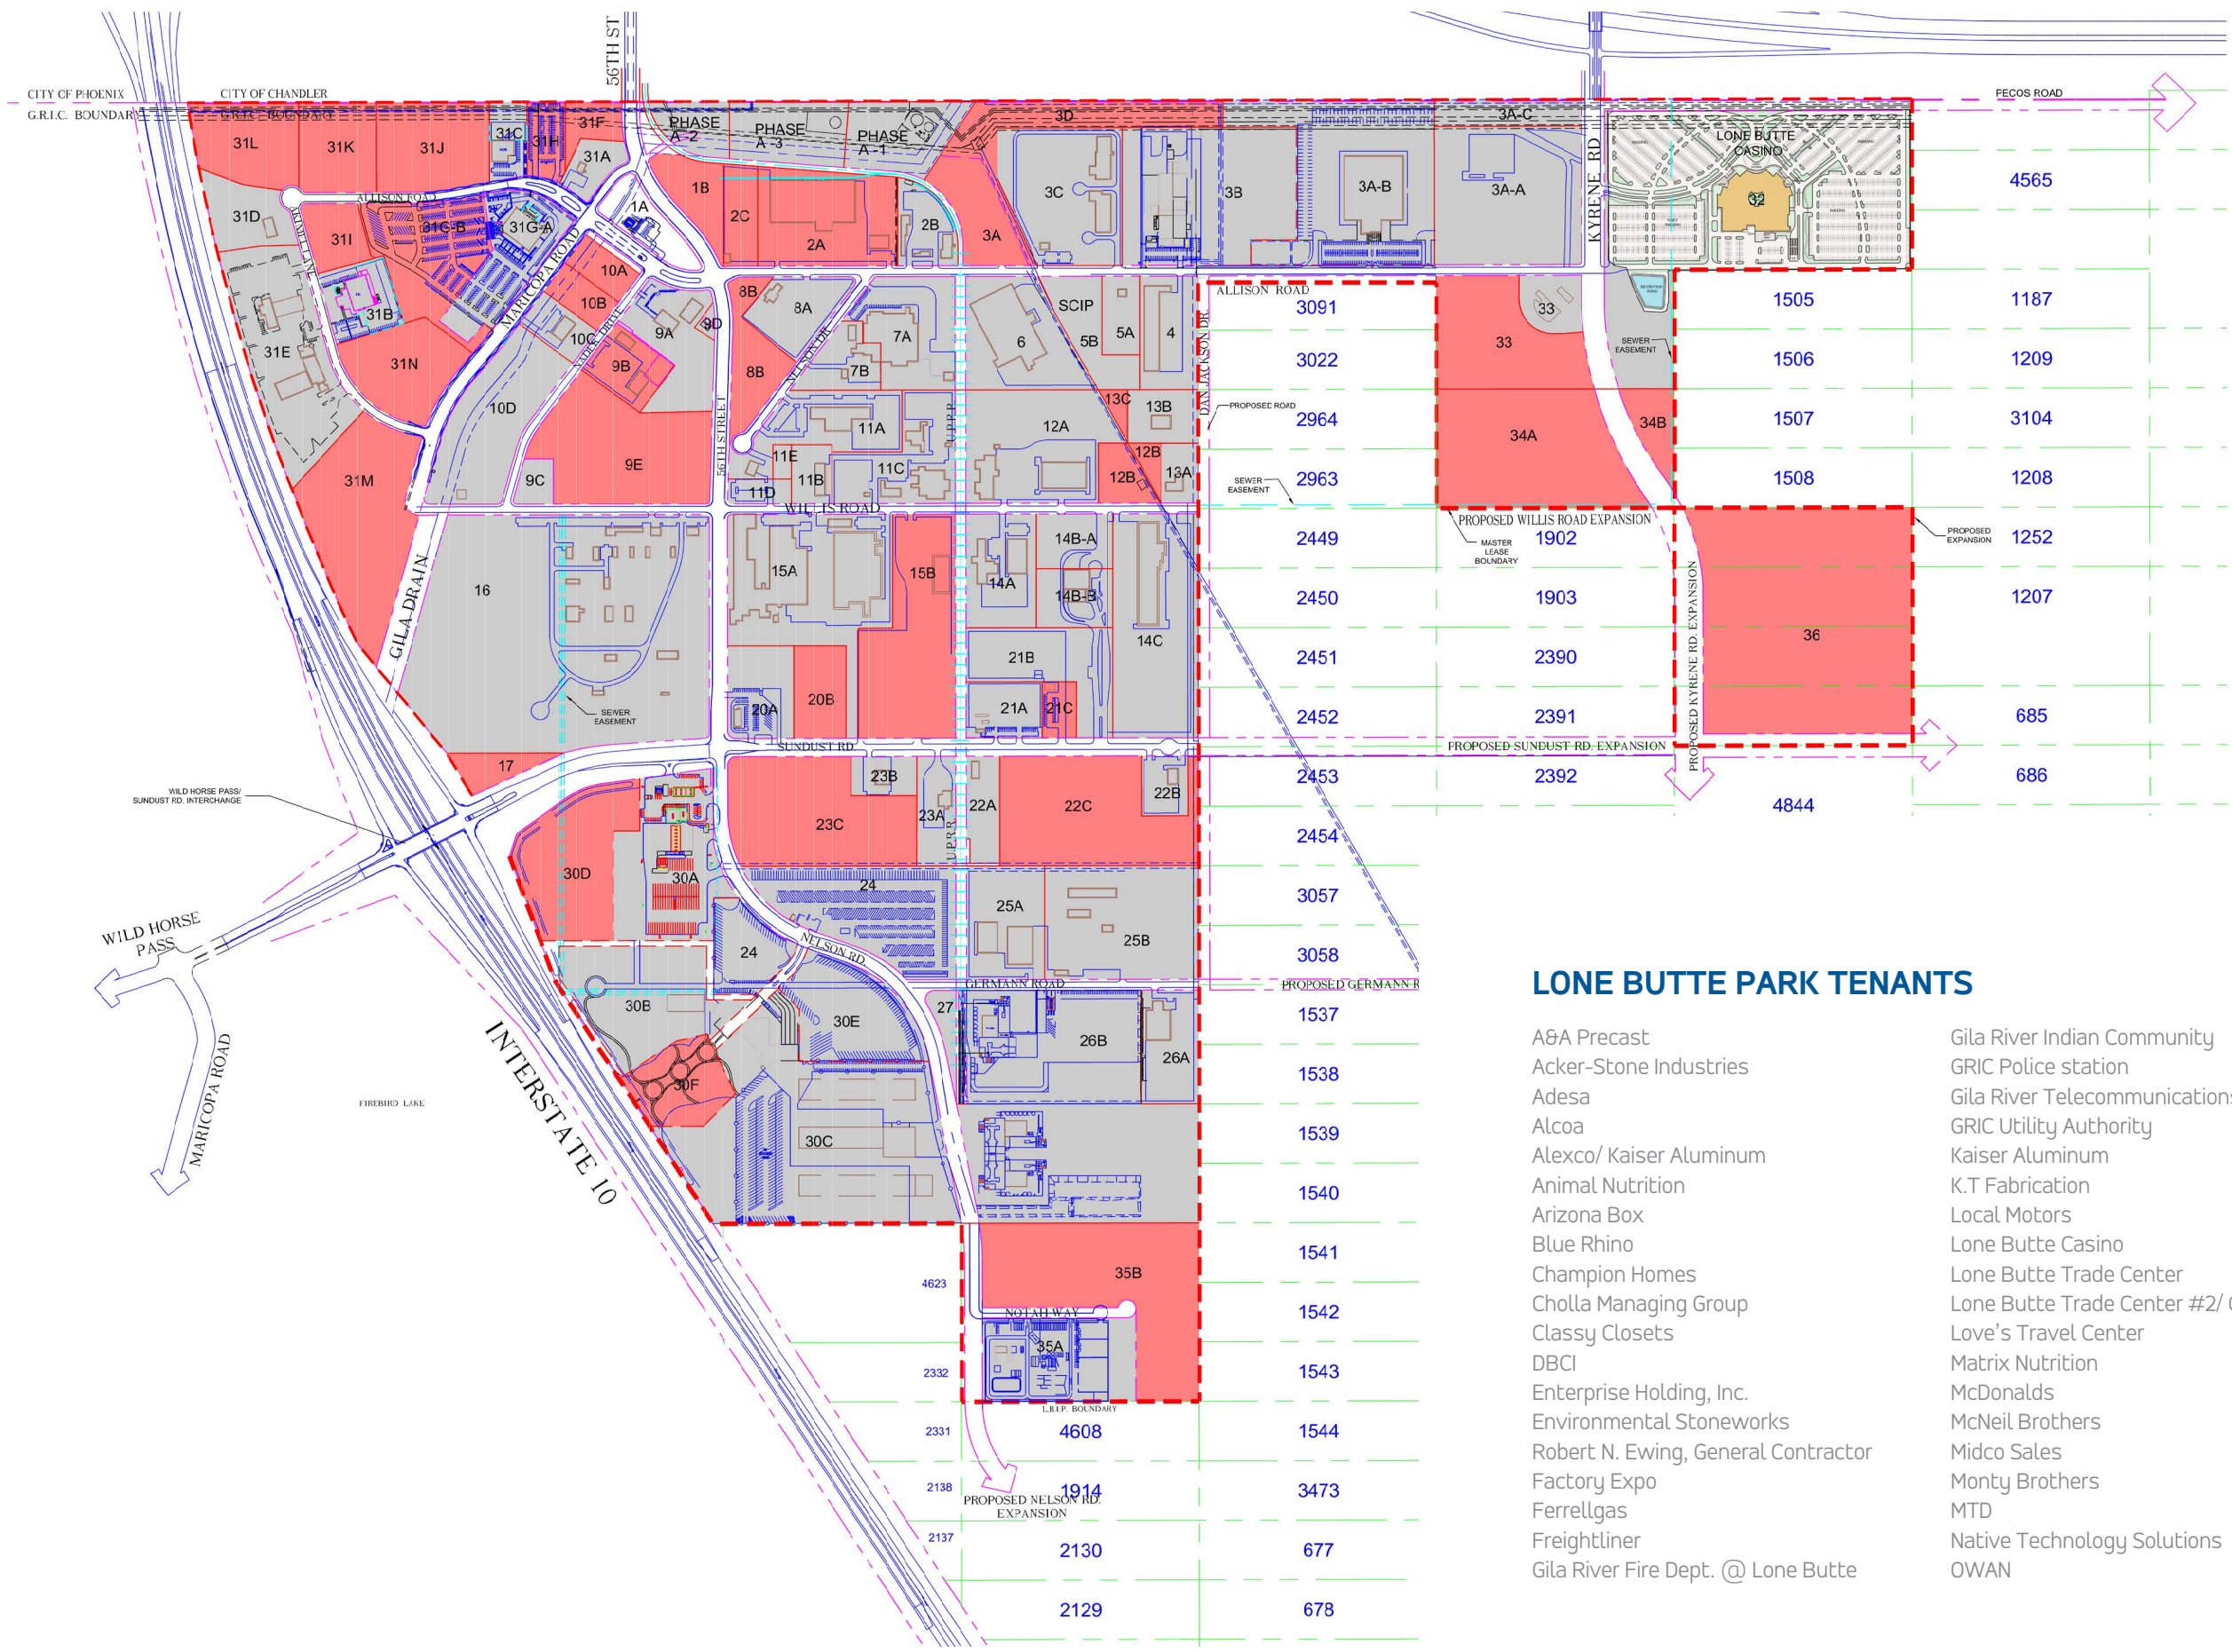 56TH ST
CITY OF PHOENIX
CITY OF CHANDLER
G.R.I.C. BOUNDARY
G.R.I.C. BOUNDARY
PECOS ROAD
31L
31K
31J
31C
31H
31F
31A
PHASE
A-2
PHASE
A-3
PHASE
A-1
3D
3A-C
LONE BUTTE
CASINO
32
KYRENE RD
4565
31D
ALLISON ROAD
31I
31G-B
31G-A
1A
1B
2C
2A
2B
3A
3C
3B
3A-B
3A-A
31E
31B
31N
MARICOPA ROAD
10A
10B
10C
10D
9A
9D
9B
8B
8A
8B
NELSON DR
7A
7B
6
SCIP
5B
5A
4
ALLISON ROAD
DAN JACKSON DR
3091
33
33
1505
1187
3022
SEWER
EASEMENT
1506
1209
PROPOSED ROAD
2964
34A
34B
1507
3104
SEWER
EASEMENT
2963
1508
1208
31M
9C
9E
56TH STREET
11A
11E
11B
11C
11D
U.P.R.R.
12A
13C
13B
12B
12B
13A
WILLIS ROAD
PROPOSED WILLIS ROAD EXPANSION
MASTER
LEASE
BOUNDARY
PROPOSED
EXPANSION
2449
1902
1252
GILA DRAIN
16
15A
15B
14A
14B-A
14B-B
14C
2450
1903
1207
2451
2390
36
PROPOSED KYRENE RD. EXPANSION
SEWER
EASEMENT
20A
20B
21B
21A
21C
2452
2391
685
SUNDUST RD.
PROPOSED SUNDUST RD. EXPANSION
17
2453
2392
686
4844
WILD HORSE PASS/
SUNDUST RD. INTERCHANGE
23B
23C
23A
U.P.R.R.
22A
22C
22B
2454
30D
30A
24
3057
24
NELSON RD.
25A
25B
3058
WILD HORSE
PASS
MARICOPA ROAD
FIREBIRD LAKE
INTERSTATE 10
GERMANN ROAD
PROPOSED GERMANN R
30B
30E
27
26B
26A
1537
30F
1538
30C
1539
1540
35B
1541
4623
NOTAH WAY
1542
35A
2332
1543
L.B.I.P. BOUNDARY
2331
4608
1544
2138
1914
3473
PROPOSED NELSON RD.
EXPANSION
2137
2130
677
2129
678
LONE BUTTE PARK TENANTS
A&A Precast
Acker-Stone Industries
Adesa
Alcoa
Alexco/ Kaiser Aluminum
Animal Nutrition
Arizona Box
Blue Rhino
Champion Homes
Cholla Managing Group
Classy Closets
DBCI
Enterprise Holding, Inc.
Environmental Stoneworks
Robert N. Ewing, General Contractor
Factory Expo
Ferrellgas
Freightliner
Gila River Fire Dept. @ Lone Butte
Gila River Indian Community
GRIC Police station
Gila River Telecommunications
GRIC Utility Authority
Kaiser Aluminum
K.T Fabrication
Local Motors
Lone Butte Casino
Lone Butte Trade Center
Lone Butte Trade Center #2/
Love's Travel Center
Matrix Nutrition
McDonalds
McNeil Brothers
Midco Sales
Monty Brothers
MTD
Native Technology Solutions
OWAN